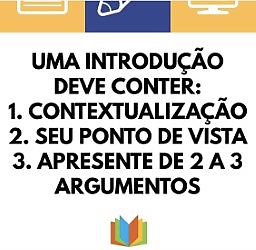 UMA INTRODUÇÃO
DEVE CONTER:
1. CONTEXTUALIZAÇÃO
2. SEU PONTO DE VISTA
3. APRESENTE DE 2 A 3
ARGUMENTOS